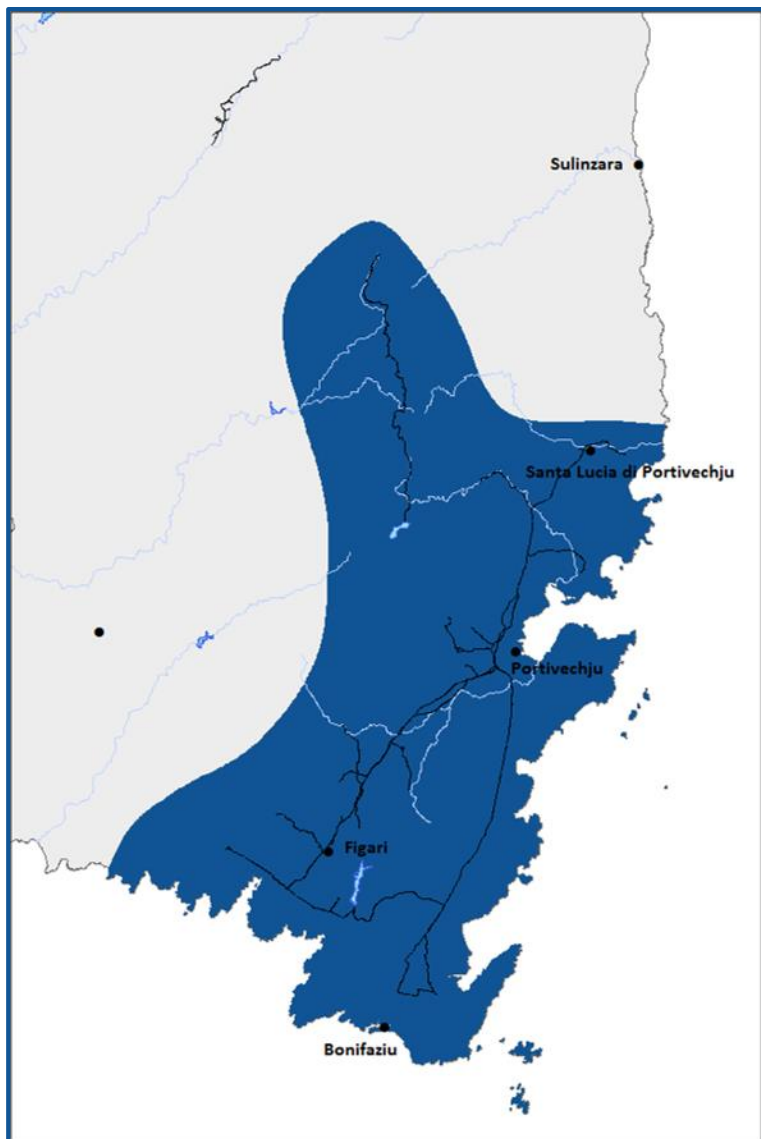 Sulinzara
Santa Lucia di Portivechju
Portivechju
Figari
Bonifaziu